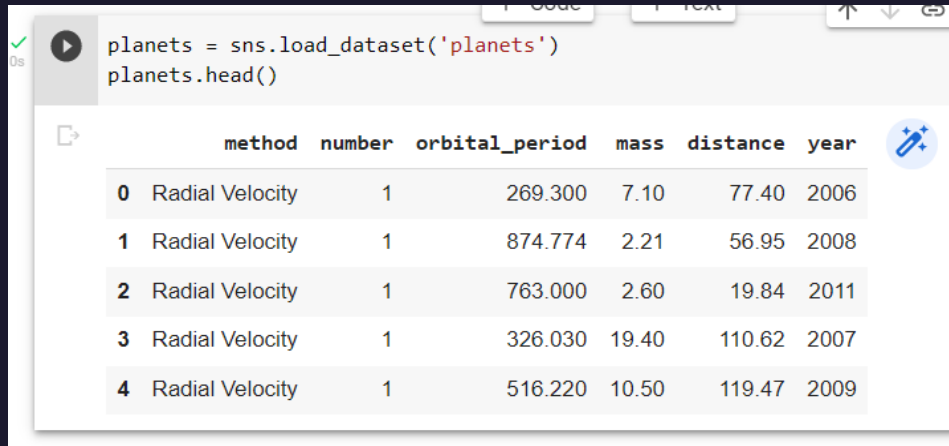 + Code + Text
0s
planets = sns.load_dataset('planets')
planets.head()
method number orbital_period mass distance year
0 Radial Velocity 1 269.300 7.10 77.40 2006
1 Radial Velocity 1 874.774 2.21 56.95 2008
2 Radial Velocity 1 763.000 2.60 19.84 2011
3 Radial Velocity 1 326.030 19.40 110.62 2007
4 Radial Velocity 1 516.220 10.50 119.47 2009